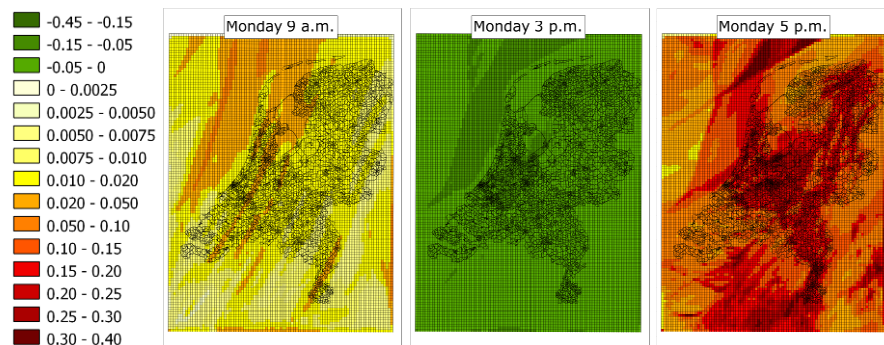 Monday 9 a.m.
Monday 3 p.m.
Monday 5 p.m.
-0.45 - -0.15
-0.15 - -0.05
-0.05 - 0
0 - 0.0025
0.0025 - 0.0050
0.0050 - 0.0075
0.0075 - 0.010
0.010 - 0.020
0.020 - 0.050
0.050 - 0.10
0.10 - 0.15
0.15 - 0.20
0.20 - 0.25
0.25 - 0.30
0.30 - 0.40